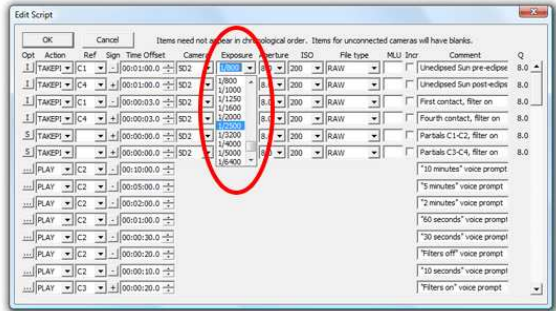 Edit Script
OK Cancel Items need not appear in chronological order. Items for unconnected cameras will have blanks.
Opt Action Ref Sign Time Offset Camera Exposure Aperture ISO File type MLU Incr Comment Q
I TAKEPI C1 - 00:01:00.0 SD2 1/800 8.0 200 RAW Uneclipsed Sun pre-eclipse 8.0
1/800
I TAKEPI C4 + 00:01:00.0 SD2 1/1000 8.0 200 RAW Uneclipsed Sun post-eclips 8.0
1/1250
I TAKEPI C1 - 00:00:03.0 SD2 1/1600 8.0 200 RAW First contact, filter on 8.0
1/2000
I TAKEPI C4 + 00:00:03.0 SD2 1/2500 8.0 200 RAW Fourth contact, filter on 8.0
1/3200
S TAKEPI + 00:00:00.0 SD2 1/4000 8.0 200 RAW Partials C1-C2, filter on 8.0
1/5000
S TAKEPI + 00:00:00.0 SD2 1/6400 8.0 200 RAW Partials C3-C4, filter on 8.0
... PLAY C2 - 00:10:00.0 "10 minutes" voice prompt
... PLAY C2 - 00:05:00.0 "5 minutes" voice prompt
... PLAY C2 - 00:02:00.0 "2 minutes" voice prompt
... PLAY C2 - 00:01:00.0 "60 seconds" voice prompt
... PLAY C2 - 00:00:30.0 "30 seconds" voice prompt
... PLAY C2 - 00:00:20.0 "Filters off" voice prompt
... PLAY C2 - 00:00:10.0 "10 seconds" voice prompt
... PLAY C3 + 00:00:20.0 "Filters on" voice prompt